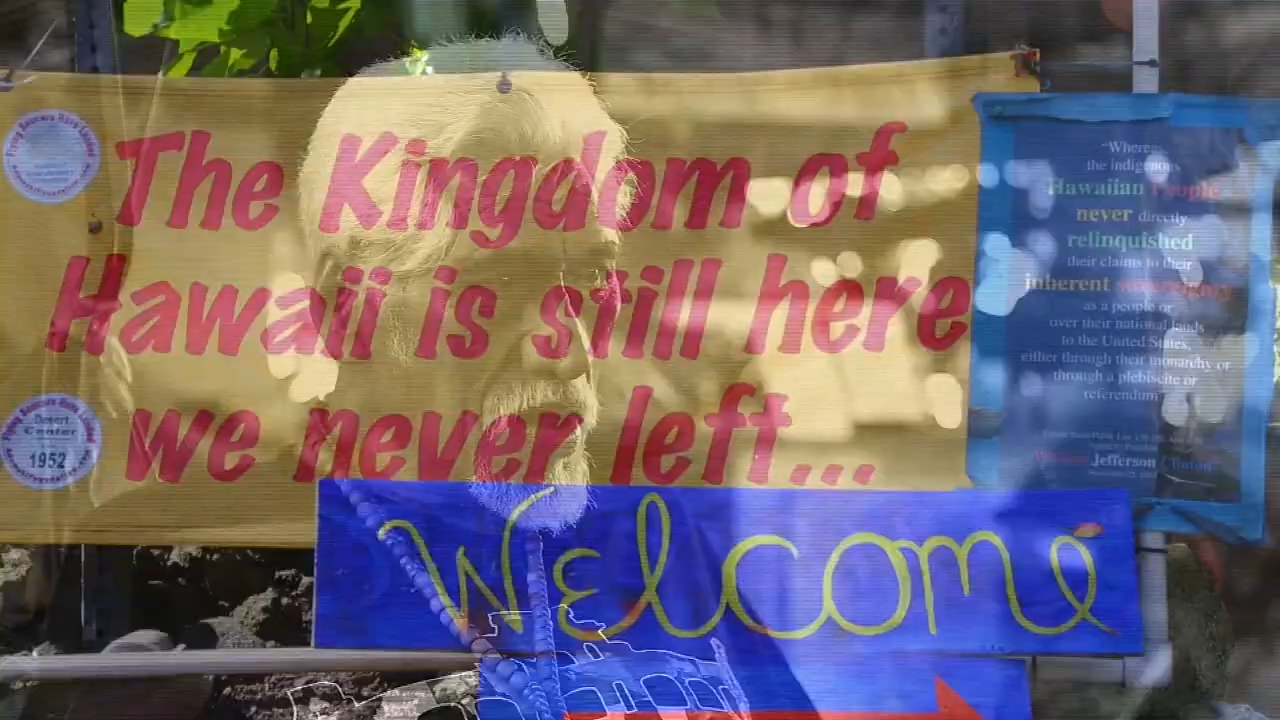 The Kingdom of
Hawaii is still here
we never left...
Desert
Center
1952
"Whereas
the indigenous
Hawaiian People
never directly
relinquished
their claims to their
inherent sovereignty
as a people or
over their national lands
to the United States,
either through their monarchy or
through a plebiscite or
referendum
Jefferson Clinton
Welcome